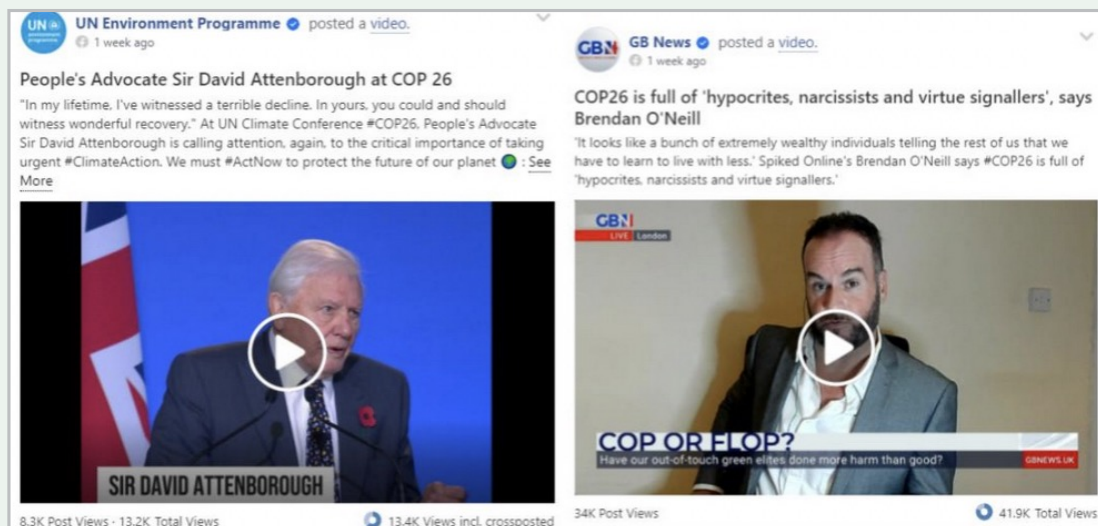 UN
environment
programme
UN Environment Programme posted a video.
1 week ago
People's Advocate Sir David Attenborough at COP 26
"In my lifetime, I've witnessed a terrible decline. In yours, you could and should
witness wonderful recovery." At UN Climate Conference #COP26, People's Advocate
Sir David Attenborough is calling attention, again, to the critical importance of taking
urgent #ClimateAction. We must #ActNow to protect the future of our planet : See
More
SIR DAVID ATTENBOROUGH
8.3K Post Views · 13.2K Total Views
13.4K Views incl. crossposted
GBN
GB News posted a video.
1 week ago
COP26 is full of 'hypocrites, narcissists and virtue signallers', says
Brendan O'Neill
'It looks like a bunch of extremely wealthy individuals telling the rest of us that we
have to learn to live with less.' Spiked Online's Brendan O'Neill says #COP26 is full of
'hypocrites, narcissists and virtue signallers.'
GBN
LIVE London
COP OR FLOP?
Have our out-of-touch green elites done more harm than good?
GBNEWS.UK
34K Post Views
41.9K Total Views